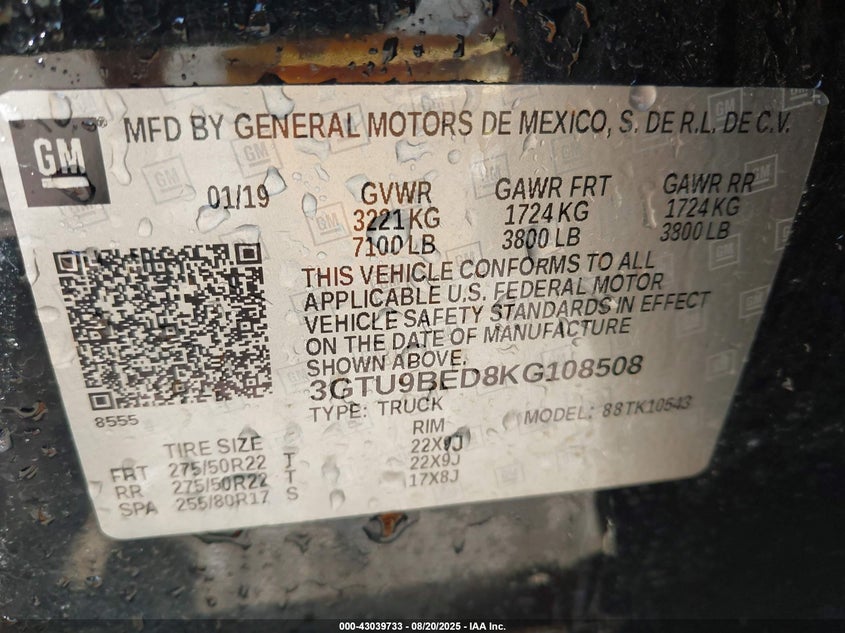 GM
MFD BY GENERAL MOTORS DE MEXICO, S. DE R.L. DE C.V.
01/19 GVWR GAWR FRT GAWR RR
3221 KG 1724 KG 1724 KG
7100 LB 3800 LB 3800 LB
THIS VEHICLE CONFORMS TO ALL
APPLICABLE U.S. FEDERAL MOTOR
VEHICLE SAFETY STANDARDS IN EFFECT
ON THE DATE OF MANUFACTURE
SHOWN ABOVE.
3GTU9BED8KG108508
8555
TYPE: TRUCK MODEL: 88TK10543
TIRE SIZE RIM
FRT 275/50R22 T 22X9J
RR 275/50R22 T 22X9J
SPA 255/80R17 S 17X8J
000-43039733 - 08/20/2025 - IAA Inc.